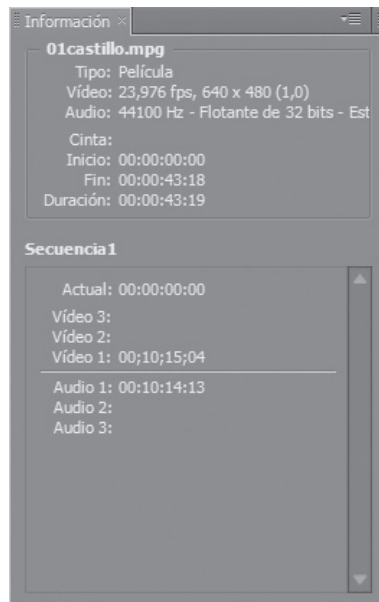 Información ×
01castillo.mpg
Tipo: Película
Vídeo: 23,976 fps, 640 x 480 (1,0)
Audio: 44100 Hz - Flotante de 32 bits - Est
Cinta:
Inicio: 00:00:00:00
Fin: 00:00:43:18
Duración: 00:00:43:19
Secuencia1
Actual: 00:00:00:00
Vídeo 3:
Vídeo 2:
Vídeo 1: 00;10;15;04
Audio 1: 00:10:14:13
Audio 2:
Audio 3: